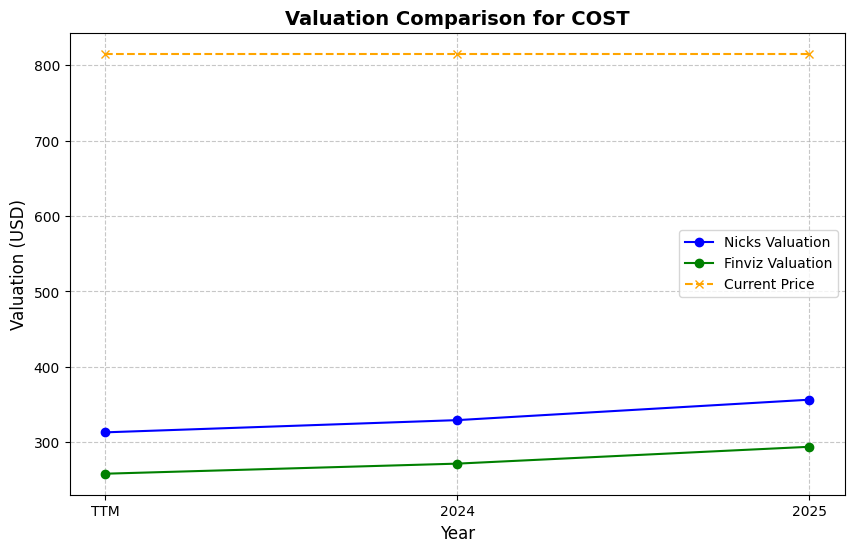 Valuation Comparison for COST
Valuation (USD)
800
700
600
500
400
300
Nicks Valuation
Finviz Valuation
Current Price
TTM
2024
2025
Year